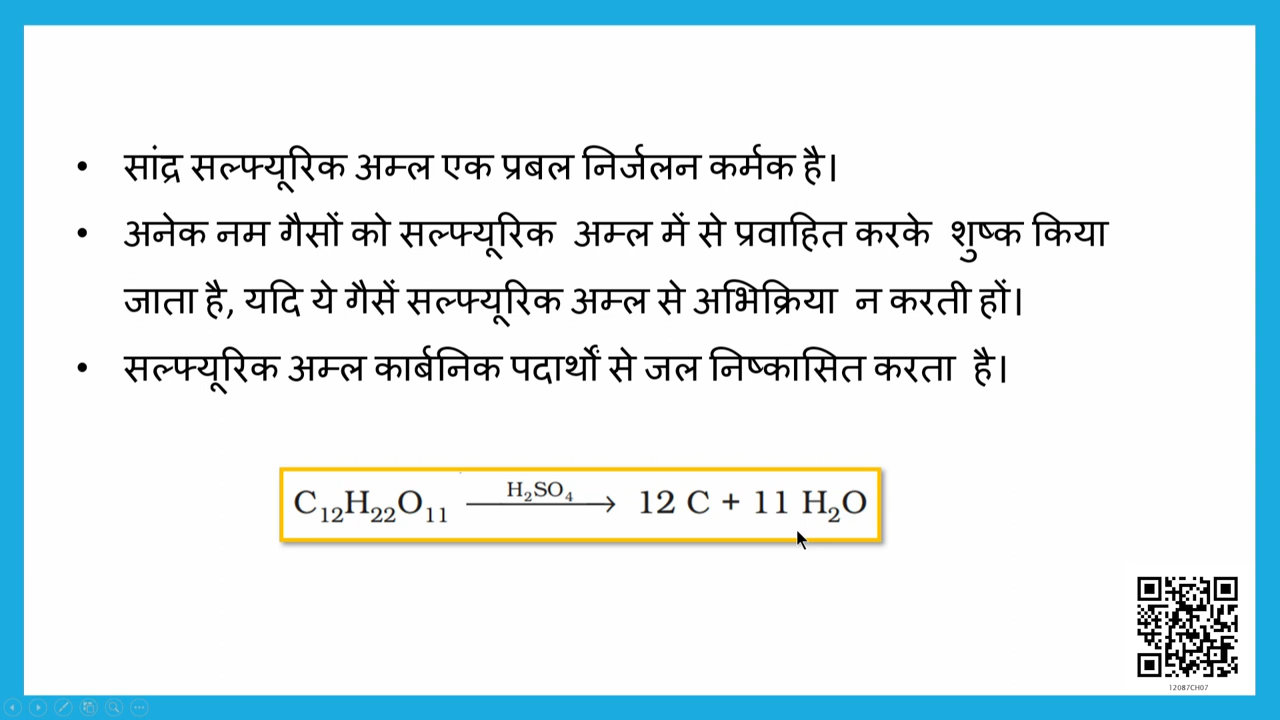 • सांद्र सल्फ्यूरिक अम्ल एक प्रबल निर्जलन कर्मक है।
• अनेक नम गैसों को सल्फ्यूरिक अम्ल में से प्रवाहित करके शुष्क किया
जाता है, यदि ये गैसें सल्फ्यूरिक अम्ल से अभिक्रिया न करती हों।
• सल्फ्यूरिक अम्ल कार्बनिक पदार्थों से जल निष्कासित करता है।
C₁₂H₂₂O₁₁ —H₂SO₄→ 12 C + 11 H₂O
12087CH07